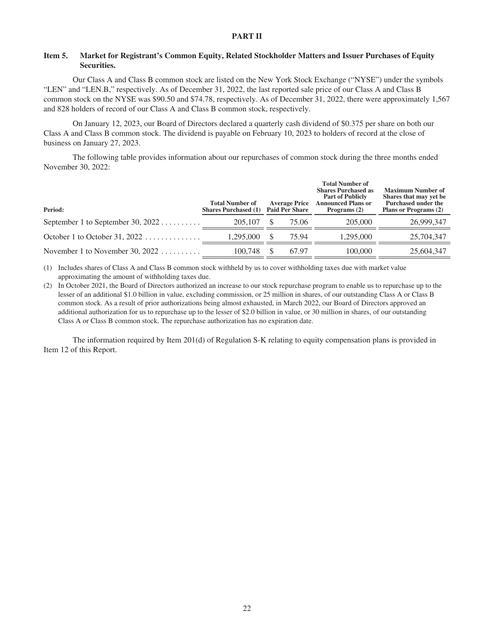 PART II
Item 5. Market for Registrant's Common Equity, Related Stockholder Matters and Issuer Purchases of Equity
Securities.
Our Class A and Class B common stock are listed on the New York Stock Exchange ("NYSE") under the symbols
"LEN" and "LEN.B," respectively. As of December 31, 2022, the last reported sale price of our Class A and Class B
common stock on the NYSE was $90.50 and $74.78, respectively. As of December 31, 2022, there were approximately 1,567
and 828 holders of record of our Class A and Class B common stock, respectively.
On January 12, 2023, our Board of Directors declared a quarterly cash dividend of $0.375 per share on both our
Class A and Class B common stock. The dividend is payable on February 10, 2023 to holders of record at the close of
business on January 27, 2023.
The following table provides information about our repurchases of common stock during the three months ended
November 30, 2022:
Period: Total Number of Shares Purchased (1) Average Price Paid Per Share Total Number of Shares Purchased as Part of Publicly Announced Plans or Programs (2) Maximum Number of Shares that may yet be Purchased under the Plans or Programs (2)
September 1 to September 30, 2022 .......... 205,107 $ 75.06 205,000 26,999,347
October 1 to October 31, 2022 .............. 1,295,000 $ 75.94 1,295,000 25,704,347
November 1 to November 30, 2022 .......... 100,748 $ 67.97 100,000 25,604,347
(1) Includes shares of Class A and Class B common stock withheld by us to cover withholding taxes due with market value
approximating the amount of withholding taxes due.
(2) In October 2021, the Board of Directors authorized an increase to our stock repurchase program to enable us to repurchase up to the
lesser of an additional $1.0 billion in value, excluding commission, or 25 million in shares, of our outstanding Class A or Class B
common stock. As a result of prior authorizations being almost exhausted, in March 2022, our Board of Directors approved an
additional authorization for us to repurchase up to the lesser of $2.0 billion in value, or 30 million in shares, of our outstanding
Class A or Class B common stock. The repurchase authorization has no expiration date.
The information required by Item 201(d) of Regulation S-K relating to equity compensation plans is provided in
Item 12 of this Report.
22